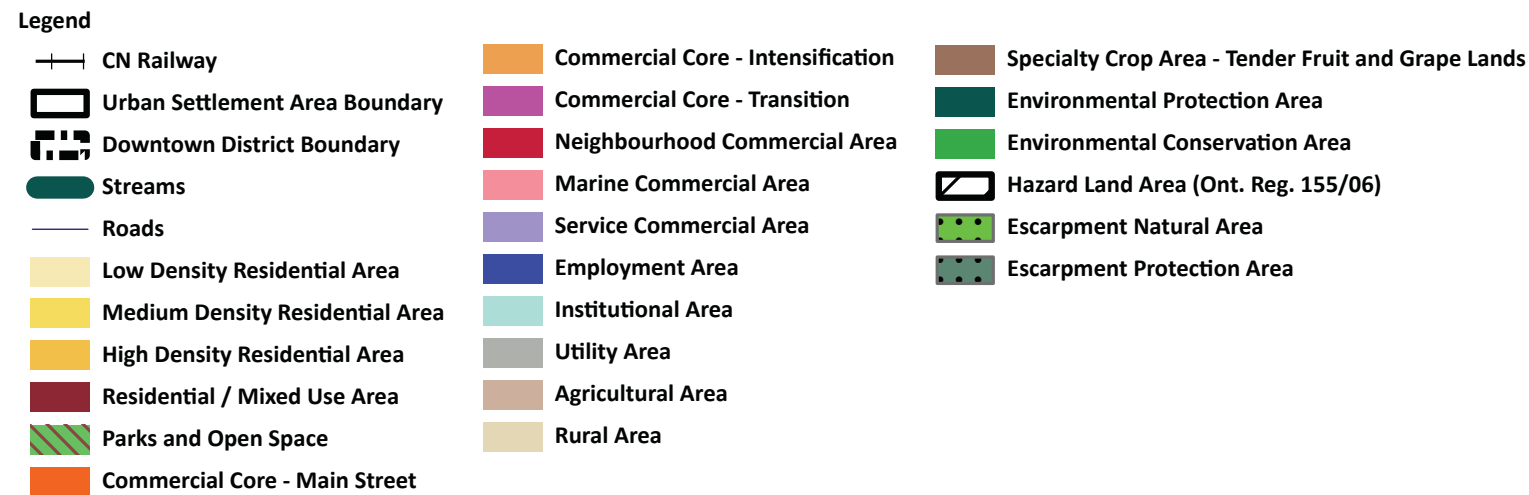 Legend
CN Railway
Urban Settlement Area Boundary
Downtown District Boundary
Streams
Roads
Low Density Residential Area
Medium Density Residential Area
High Density Residential Area
Residential / Mixed Use Area
Parks and Open Space
Commercial Core - Main Street
Commercial Core - Intensification
Commercial Core - Transition
Neighbourhood Commercial Area
Marine Commercial Area
Service Commercial Area
Employment Area
Institutional Area
Utility Area
Agricultural Area
Rural Area
Specialty Crop Area - Tender Fruit and Grape Lands
Environmental Protection Area
Environmental Conservation Area
Hazard Land Area (Ont. Reg. 155/06)
Escarpment Natural Area
Escarpment Protection Area